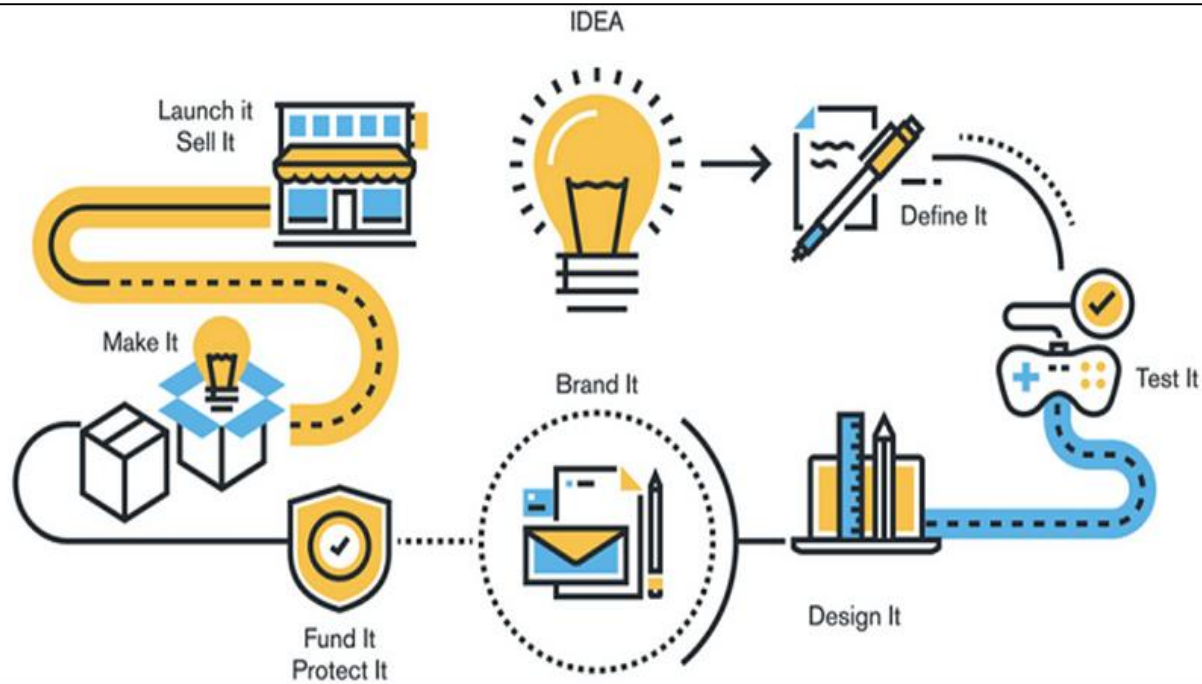 IDEA
Define It
Test It
Design It
Brand It
Fund It
Protect It
Make It
Launch it
Sell It